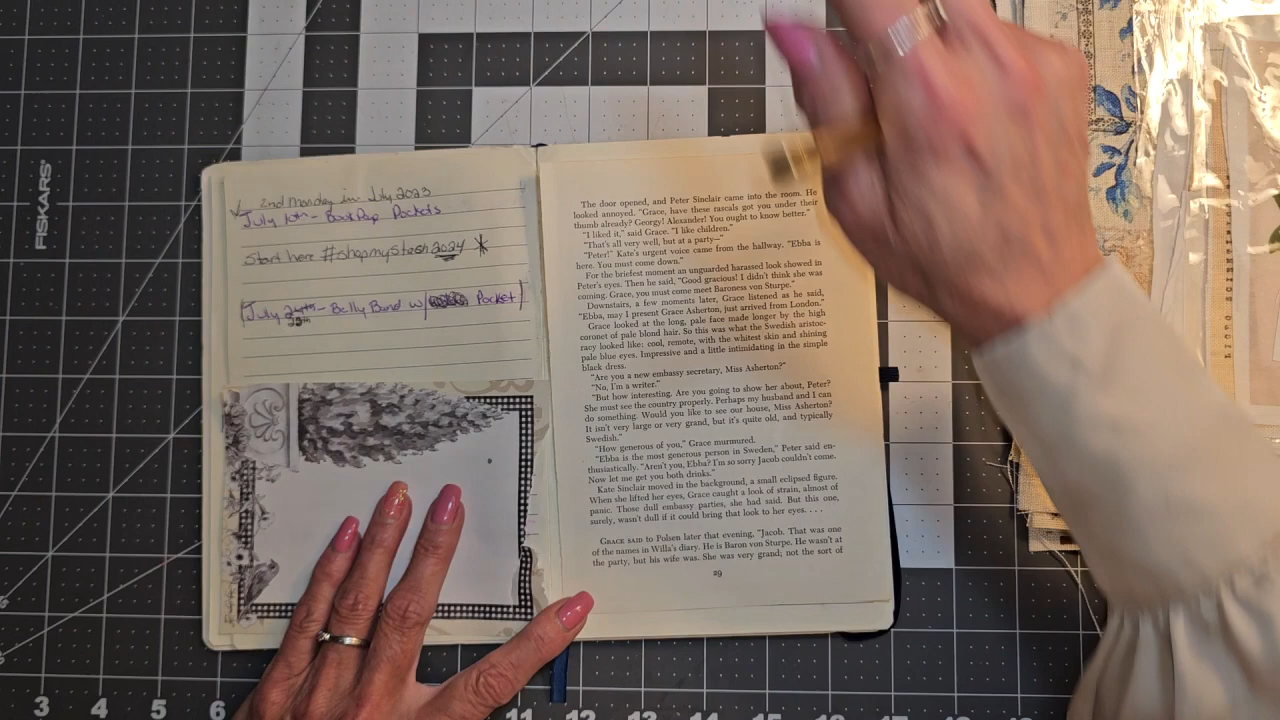 FISKARS
2nd Monday in July 2023
July 10th - Book Pap Pockets
Start here #shopmystash2024
July 24th - Belly Band w/ Pocket
22nd
The door opened, and Peter Sinclair came into the room. He
looked annoyed. "Grace, have these rascals got you under their
thumb already? Georgy! Alexander! You ought to know better."
"I liked it," said Grace. "I like children."
"That's all very well, but at a party—"
"Peter!" Kate's urgent voice came from the hallway. "Ebba is
here. You must come down."
For the briefest moment an unguarded harassed look showed in
Peter's eyes. Then he said, "Good gracious! I didn't think she was
coming. Grace, you must come meet Baroness von Sturpe."
Downstairs, a few moments later, Grace listened as he said,
"Ebba, may I present Grace Asherton, just arrived from London."
Grace looked at the long, pale face made longer by the high
coronet of pale blond hair. So this was what the Swedish aristoc-
racy looked like: cool, remote, with the whitest skin and shining
pale blue eyes. Impressive and a little intimidating in the simple
black dress.
"Are you a new embassy secretary, Miss Asherton?"
"No, I'm a writer."
"But how interesting. Are you going to show her about, Peter?
She must see the country properly. Perhaps my husband and I can
do something. Would you like to see our house, Miss Asherton?
It isn't very large or very grand, but it's quite old, and typically
Swedish."
"How generous of you," Grace murmured.
"Ebba is the most generous person in Sweden," Peter said en-
thusiastically. "Aren't you, Ebba? I'm so sorry Jacob couldn't come.
Now let me get you both drinks."
Kate Sinclair moved in the background, a small eclipsed figure.
When she lifted her eyes, Grace caught a look of strain, almost of
panic. Those dull embassy parties, she had said. But this one,
surely, wasn't dull if it could bring that look to her eyes. . . .
GRACE SAID to Polsen later that evening, "Jacob. That was one
of the names in Willa's diary. He is Baron von Sturpe. He wasn't at
the party, but his wife was. She was very grand; not the sort of
29
3 4 5 6 11 12 13 14 15 16 17 18 19